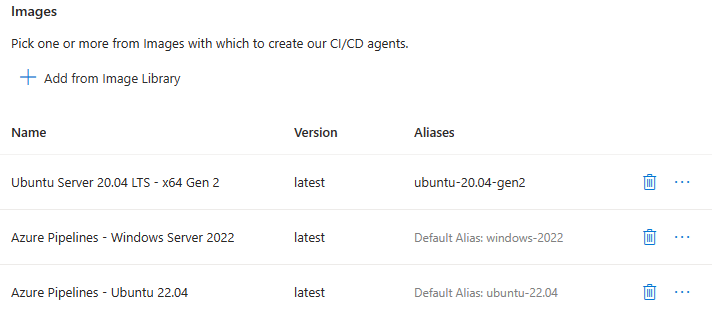 Images
Pick one or more from Images with which to create our CI/CD agents.
Add from Image Library
Name Version Aliases
Ubuntu Server 20.04 LTS - x64 Gen 2 latest ubuntu-20.04-gen2
Azure Pipelines - Windows Server 2022 latest Default Alias: windows-2022
Azure Pipelines - Ubuntu 22.04 latest Default Alias: ubuntu-22.04